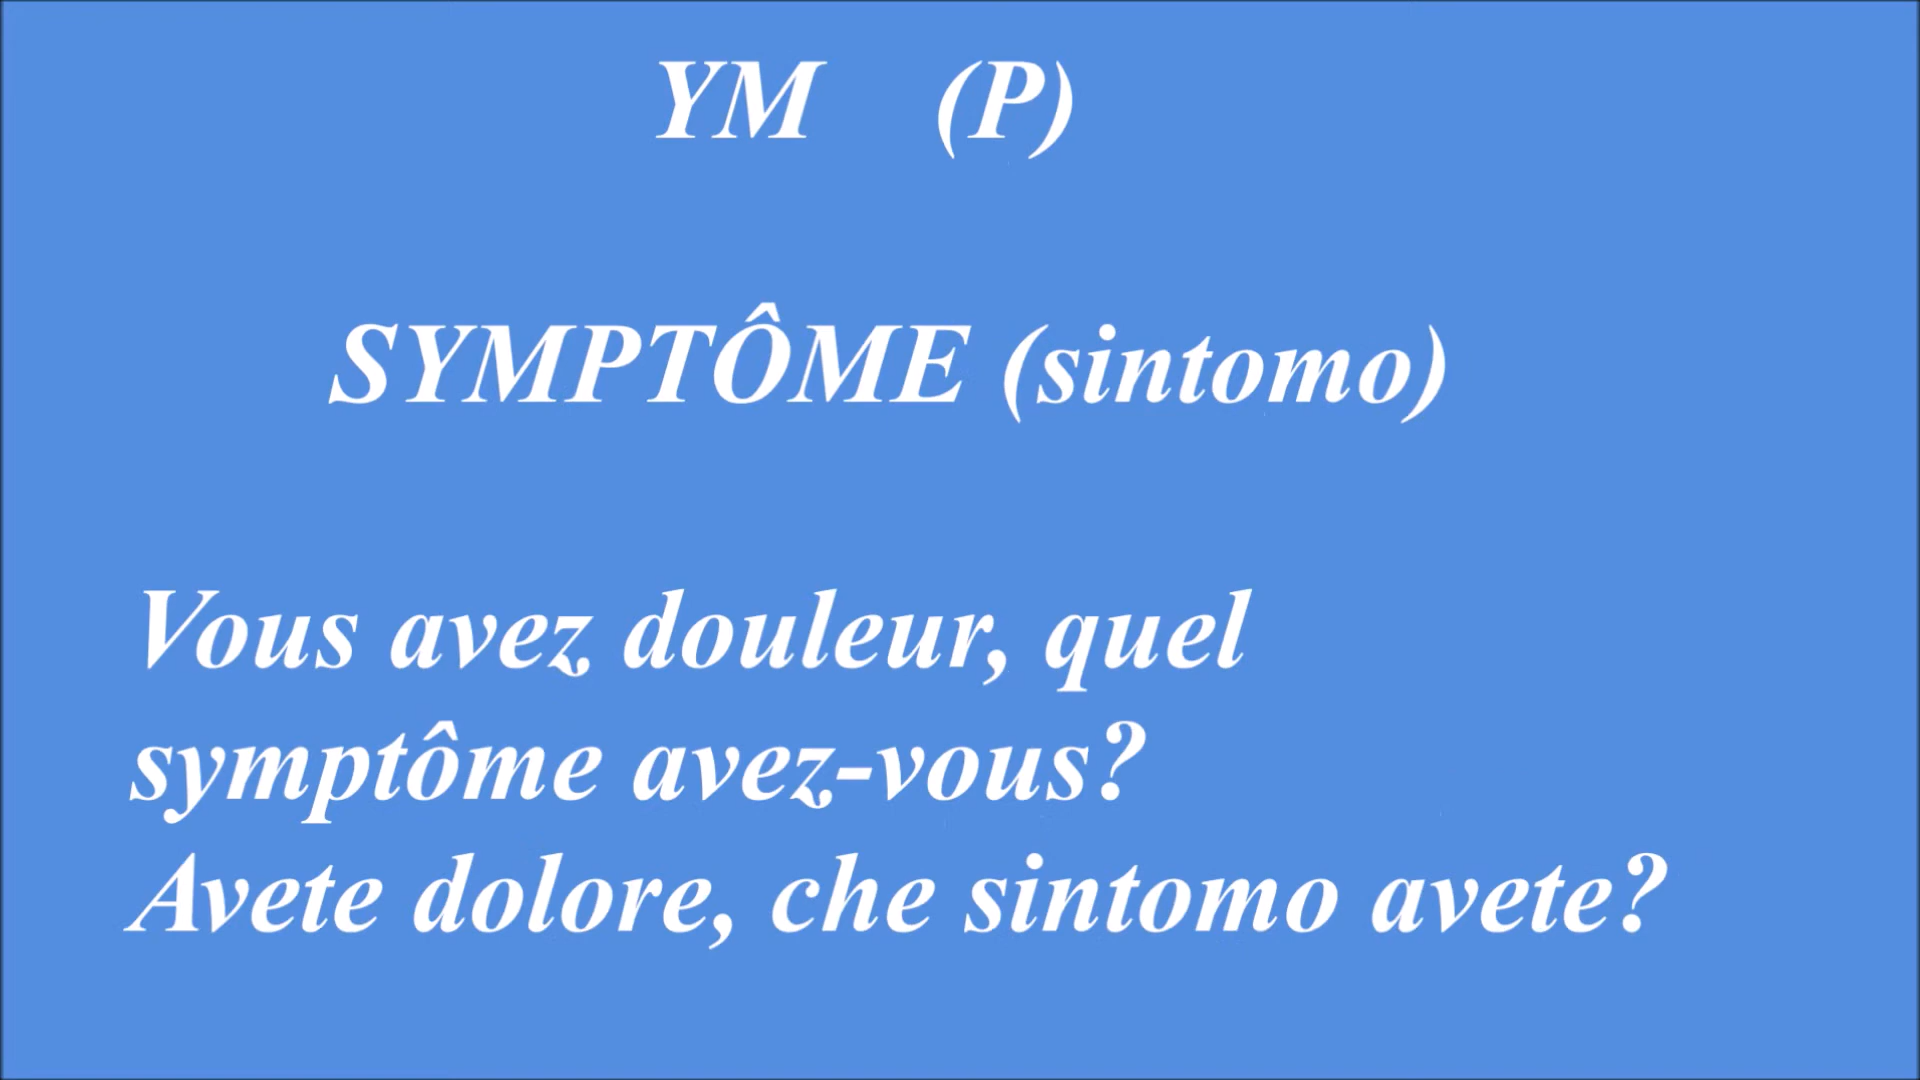 YM (P)
SYMPTÔME (sintomo)
Vous avez douleur, quel
symptôme avez-vous?
Avete dolore, che sintomo avete?